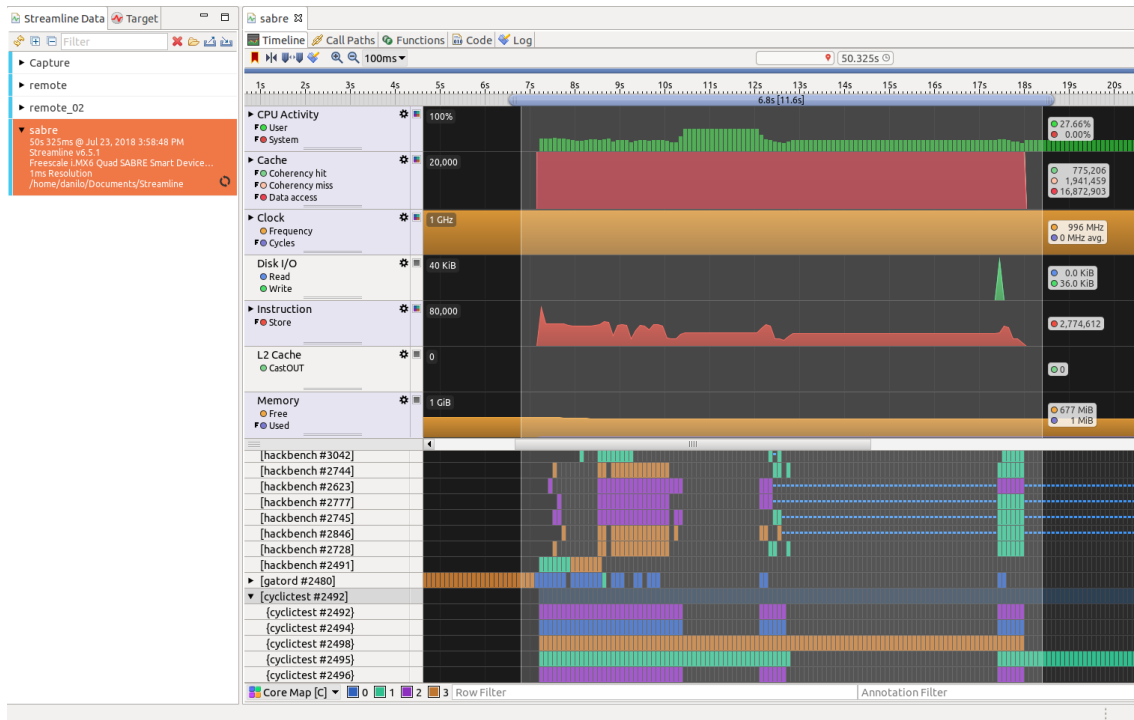 Streamline Data Target
Filter
Capture
remote
remote_02
sabre
50s 325ms @ Jul 23, 2018 3:58:48 PM
Streamline v6.5.1
Freescale i.MX6 Quad SABRE Smart Device...
1ms Resolution
/home/danilo/Documents/Streamline
sabre
Timeline Call Paths Functions Code Log
100ms 50.325s
1s 2s 3s 4s 5s 6s 7s 8s 9s 10s 11s 12s 13s 14s 15s 16s 17s 18s 19s 20s
6.8s [11.6s]
CPU Activity 100%
F User 27.66%
F System 0.00%
Cache 20,000
F Coherency hit 775,206
F Coherency miss 1,941,459
F Data access 16,872,903
Clock 1 GHz
Frequency 996 MHz
F Cycles 0 MHz avg.
Disk I/O 40 KiB
Read 0.0 KiB
Write 36.0 KiB
Instruction 80,000
F Store 2,774,612
L2 Cache 0
CastOUT 0
Memory 1 GiB
Free 677 MiB
F Used 1 MiB
[hackbench #3042]
[hackbench #2744]
[hackbench #2623]
[hackbench #2777]
[hackbench #2745]
[hackbench #2846]
[hackbench #2728]
[hackbench #2491]
[gatord #2480]
[cyclictest #2492]
{cyclictest #2492}
{cyclictest #2494}
{cyclictest #2498}
{cyclictest #2495}
{cyclictest #2496}
Core Map [C] 0 1 2 3 Row Filter Annotation Filter